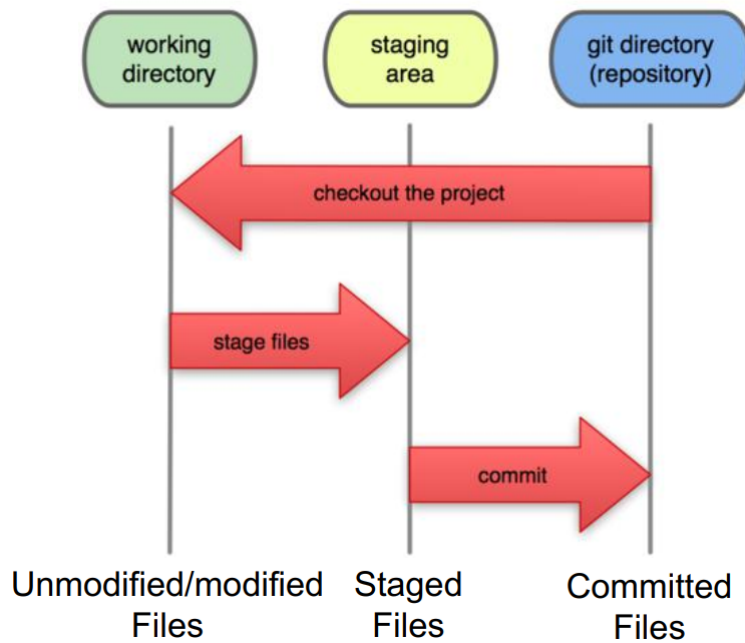 working
directory
staging
area
git directory
(repository)
checkout the project
stage files
commit
Unmodified/modified
Files
Staged
Files
Committed
Files